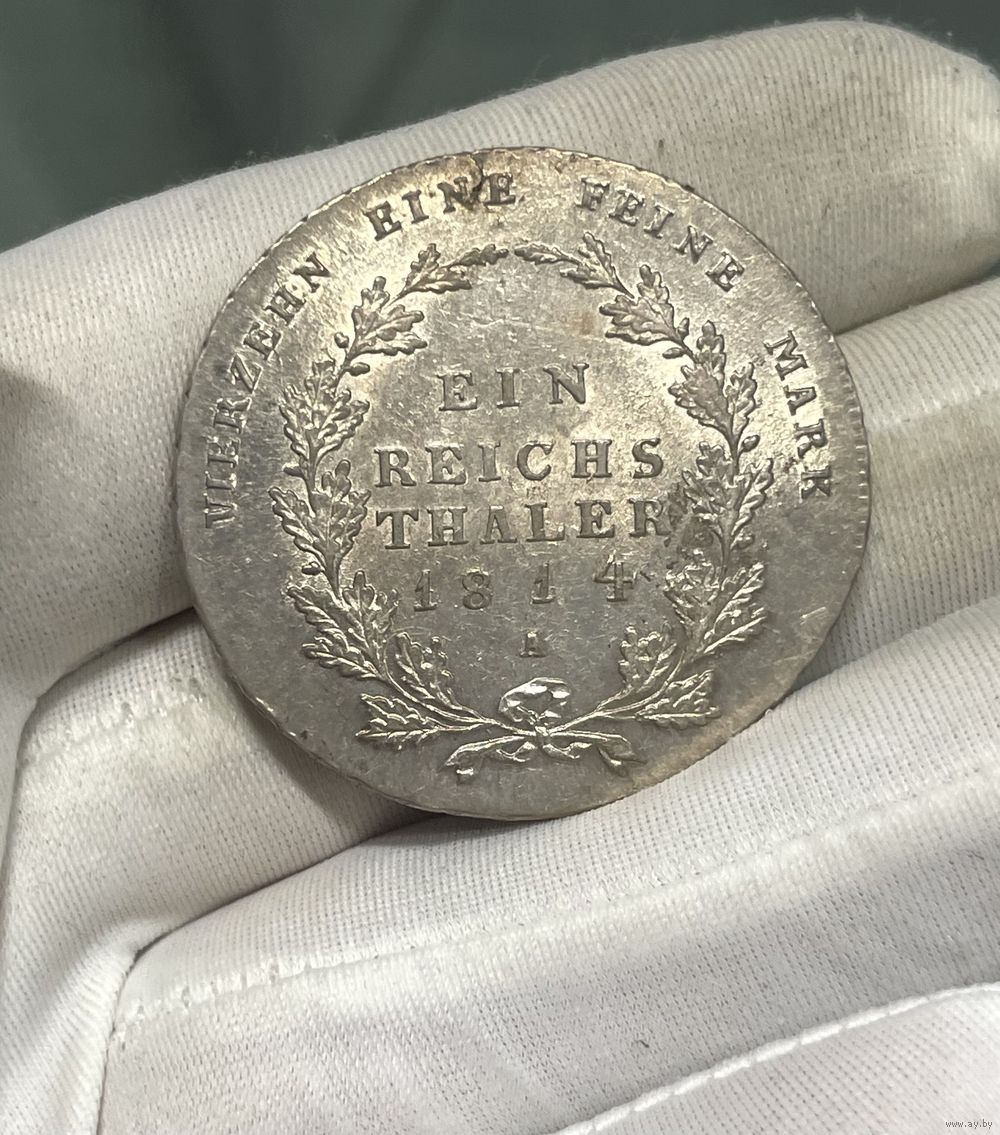 VIERZEHN EINE FEINE MARK
EIN
REICHS
THALER
1814
A
www.ay.by